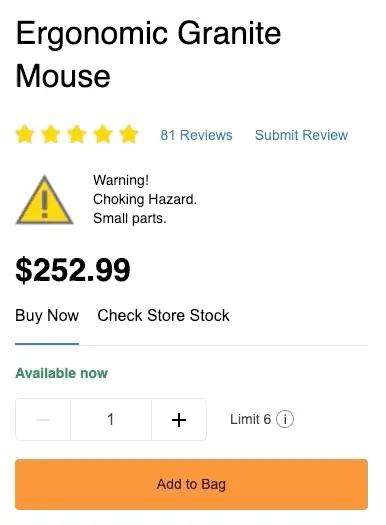 Ergonomic Granite
Mouse
81 Reviews Submit Review
Warning!
Choking Hazard.
Small parts.
$252.99
Buy Now Check Store Stock
Available now
1 Limit 6
Add to Bag